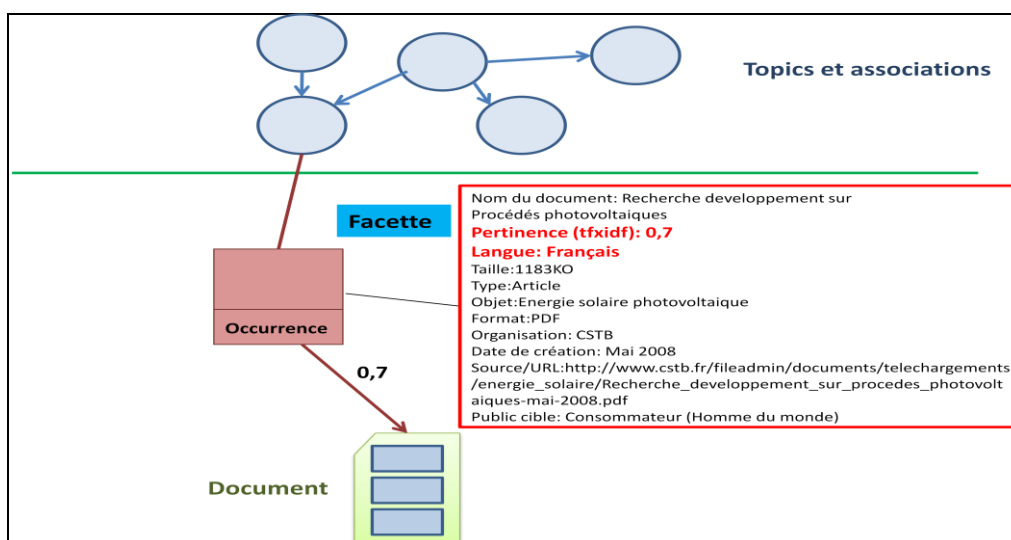 Topics et associations
Facette
Nom du document: Recherche developpement sur
Procédés photovoltaiques
Pertinence (tfxidf): 0,7
Langue: Français
Taille:1183KO
Type:Article
Objet:Energie solaire photovoltaique
Format:PDF
Organisation: CSTB
Date de création: Mai 2008
Source/URL:http://www.cstb.fr/fileadmin/documents/telechargements
/energie_solaire/Recherche_developpement_sur_procedes_photovolt
aiques-mai-2008.pdf
Public cible: Consommateur (Homme du monde)
Occurrence
0,7
Document